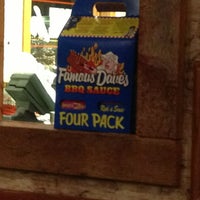 Famous Dave's
BBQ SAUCE
Rub & Sauce
FOUR PACK